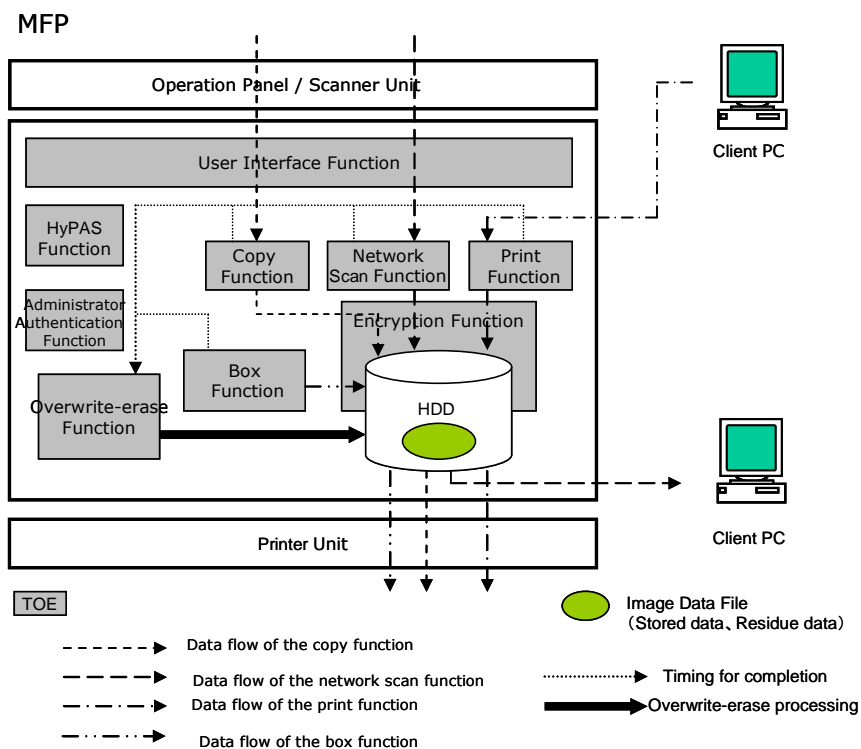 MFP
Operation Panel / Scanner Unit
Client PC
User Interface Function
HyPAS
Function
Copy
Function
Network
Scan Function
Print
Function
Administrator
Authentication
Function
Encryption Function
Box
Function
Overwrite-erase
Function
HDD
Client PC
Printer Unit
TOE
Image Data File
（Stored data、Residue data）
Data flow of the copy function
Data flow of the network scan function
Timing for completion
Data flow of the print function
Overwrite-erase processing
Data flow of the box function